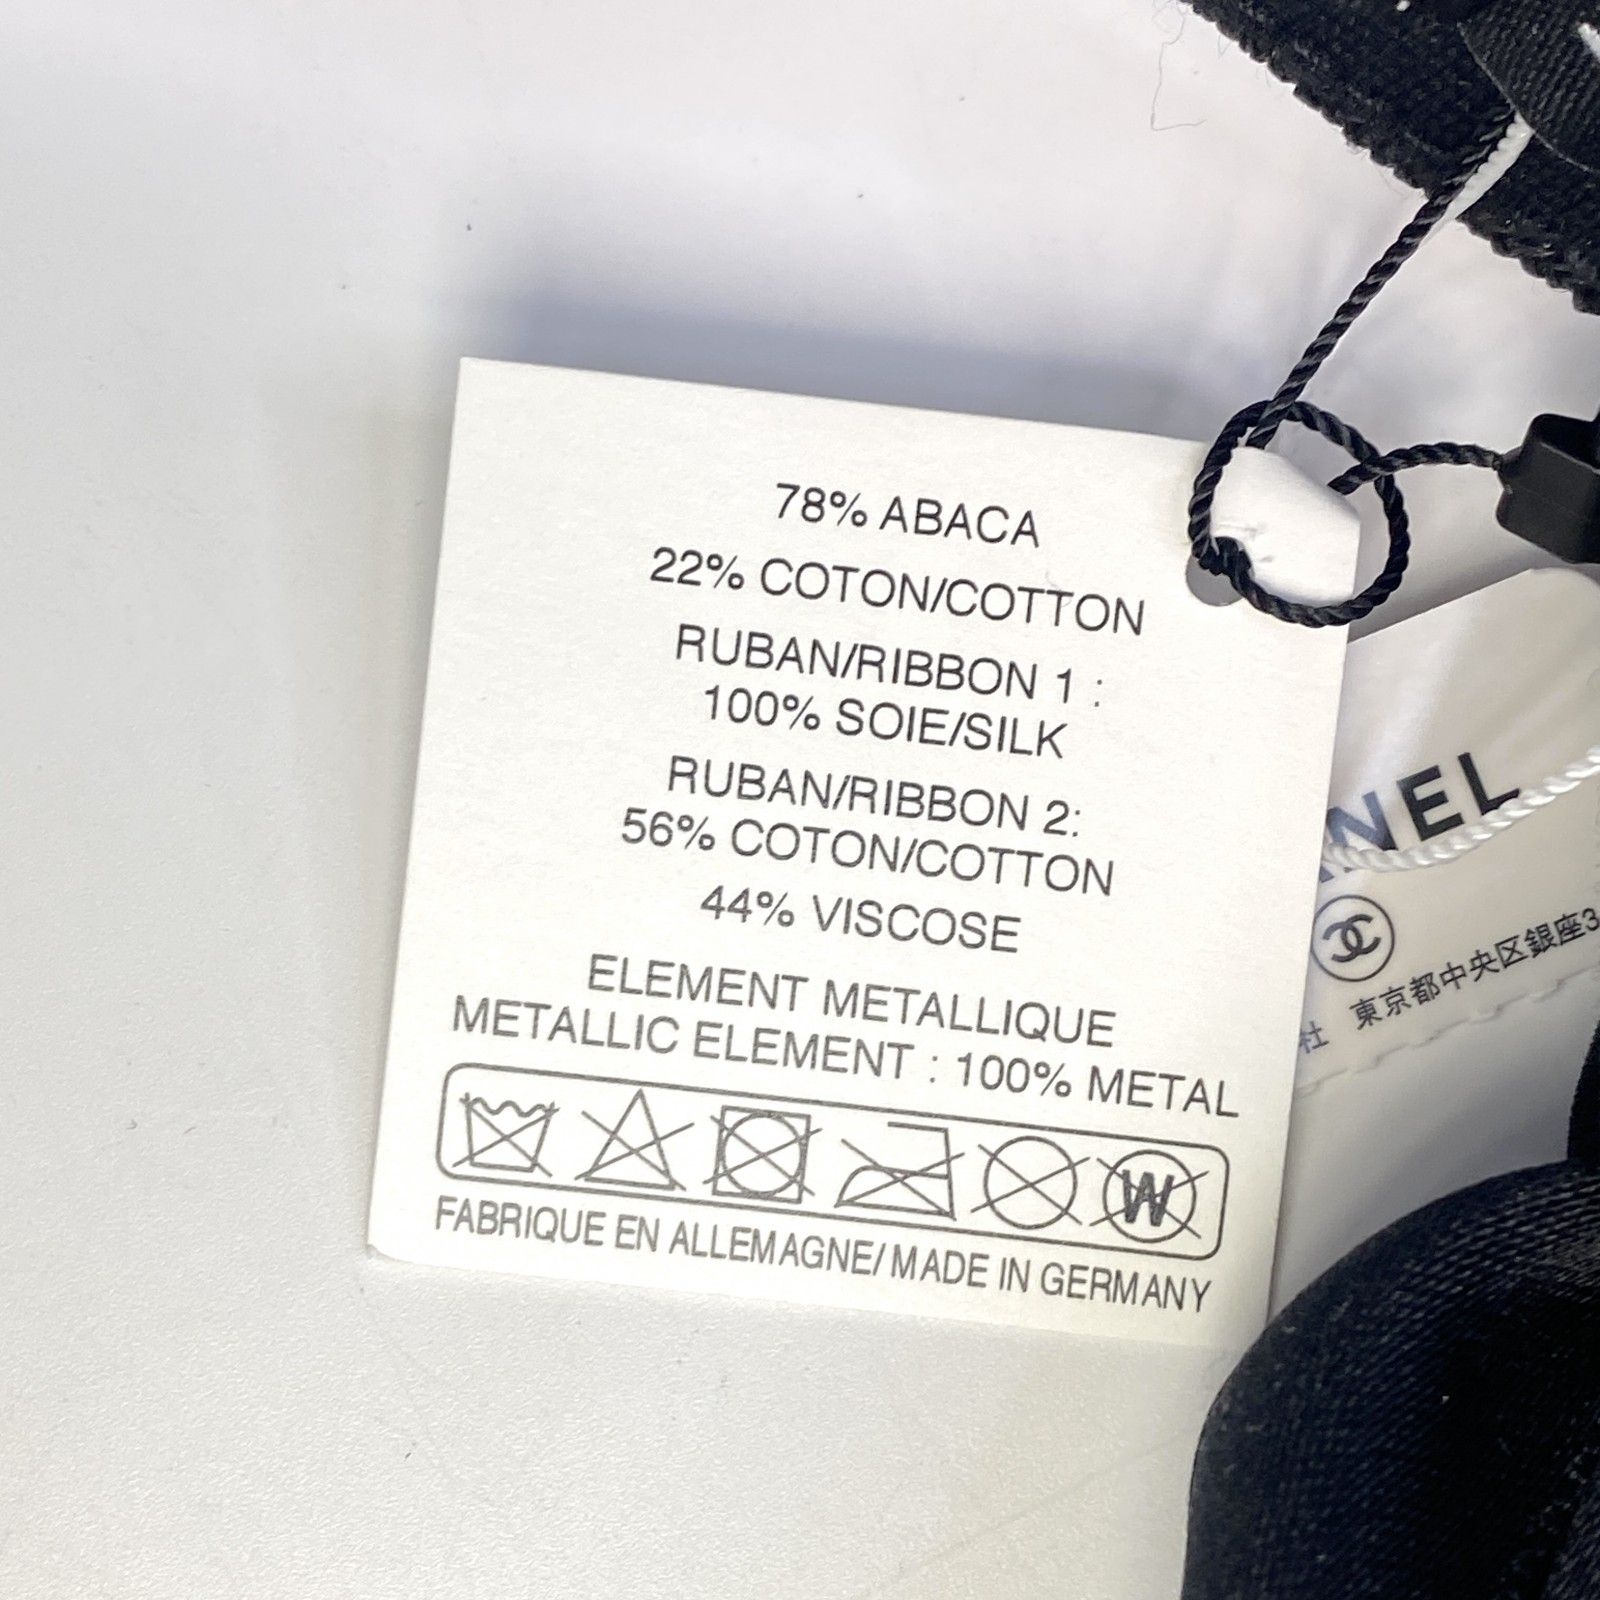 78% ABACA
22% COTON/COTTON
RUBAN/RIBBON 1 :
100% SOIE/SILK
RUBAN/RIBBON 2:
56% COTON/COTTON
44% VISCOSE
ELEMENT METALLIQUE
METALLIC ELEMENT : 100% METAL
W
FABRIQUE EN ALLEMAGNE/ MADE IN GERMANY
NEL
社 東京都中央区銀座3